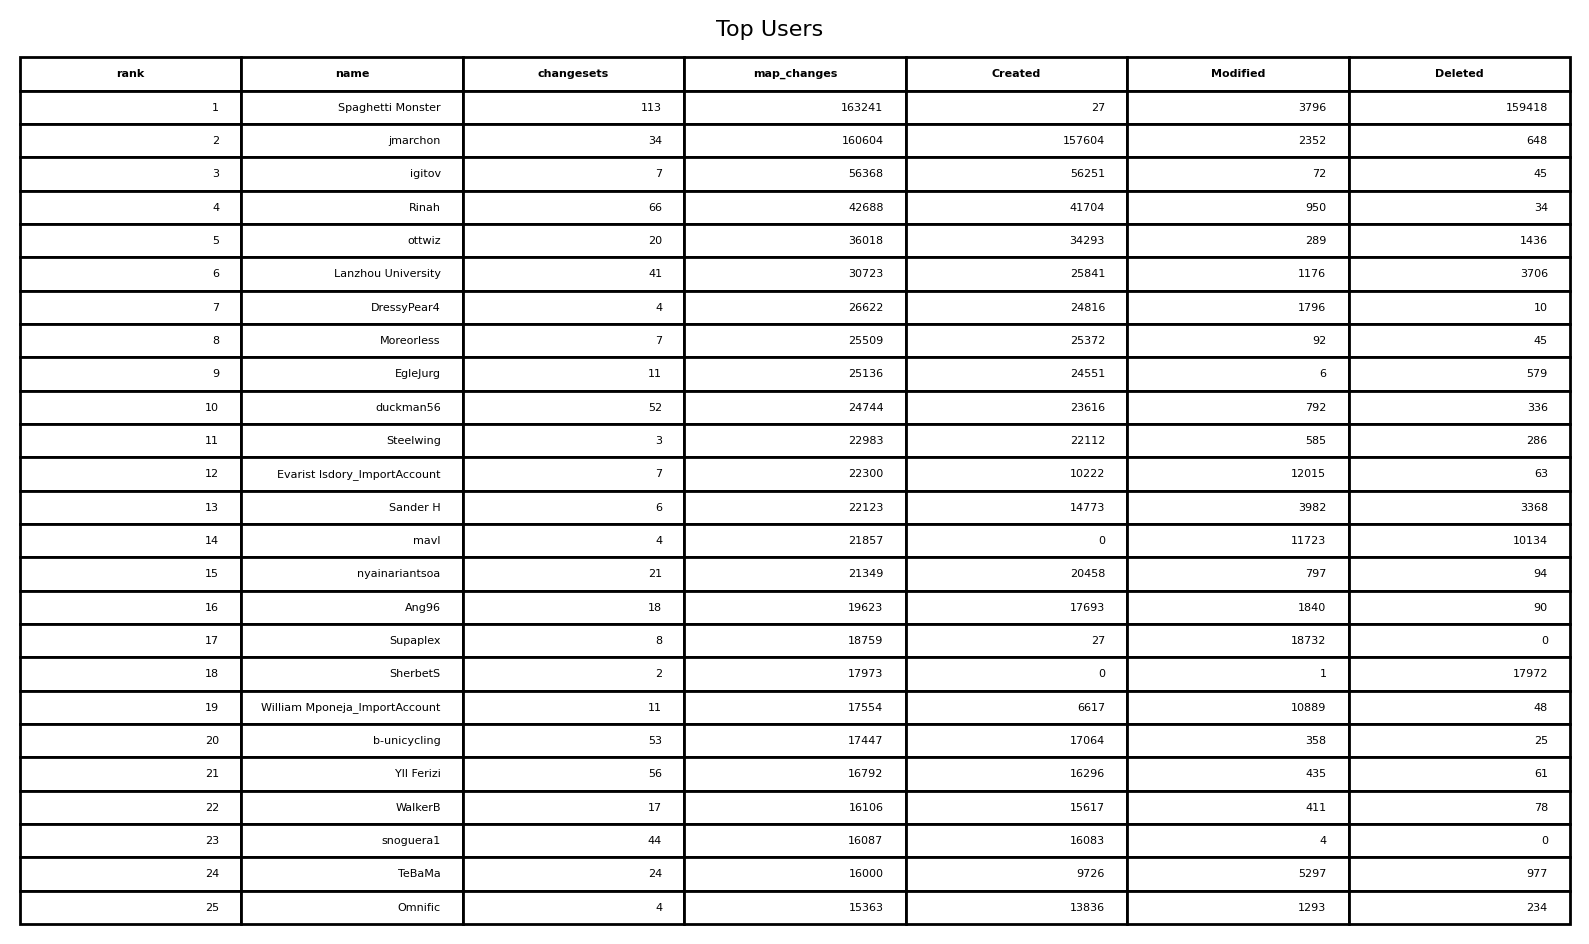 Top Users
rank name changesets map_changes Created Modified Deleted
1 Spaghetti Monster 113 163241 27 3796 159418
2 jmarchon 34 160604 157604 2352 648
3 igitov 7 56368 56251 72 45
4 Rinah 66 42688 41704 950 34
5 ottwiz 20 36018 34293 289 1436
6 Lanzhou University 41 30723 25841 1176 3706
7 DressyPear4 4 26622 24816 1796 10
8 Moreorless 7 25509 25372 92 45
9 EgleJurg 11 25136 24551 6 579
10 duckman56 52 24744 23616 792 336
11 Steelwing 3 22983 22112 585 286
12 Evarist Isdory_ImportAccount 7 22300 10222 12015 63
13 Sander H 6 22123 14773 3982 3368
14 mavl 4 21857 0 11723 10134
15 nyainariantsoa 21 21349 20458 797 94
16 Ang96 18 19623 17693 1840 90
17 Supaplex 8 18759 27 18732 0
18 SherbetS 2 17973 0 1 17972
19 William Mponeja_ImportAccount 11 17554 6617 10889 48
20 b-unicycling 53 17447 17064 358 25
21 Yll Ferizi 56 16792 16296 435 61
22 WalkerB 17 16106 15617 411 78
23 snoguera1 44 16087 16083 4 0
24 TeBaMa 24 16000 9726 5297 977
25 Omnific 4 15363 13836 1293 234